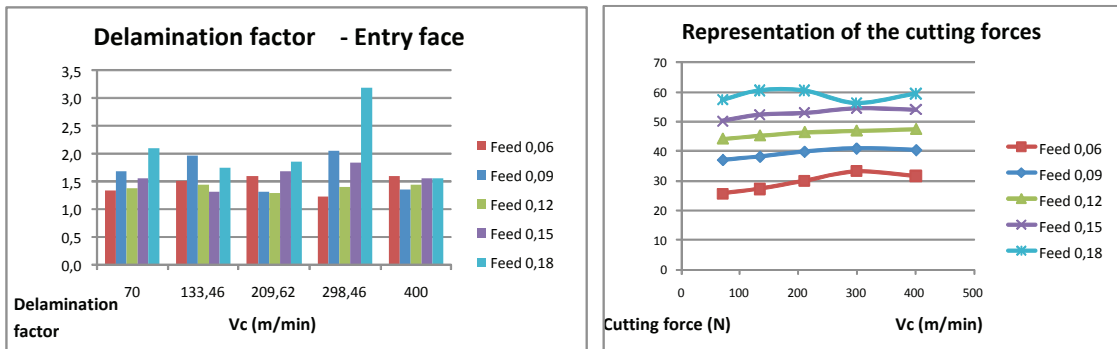 Delamination factor - Entry face
3,5
3,0
2,5
2,0
1,5
1,0
0,5
0,0
70 133,46 209,62 298,46 400
Delamination
factor
Vc (m/min)
Feed 0,06
Feed 0,09
Feed 0,12
Feed 0,15
Feed 0,18
Representation of the cutting forces
70
60
50
40
30
20
10
0
0 100 200 300 400 500
Cutting force (N) Vc (m/min)
Feed 0,06
Feed 0,09
Feed 0,12
Feed 0,15
Feed 0,18